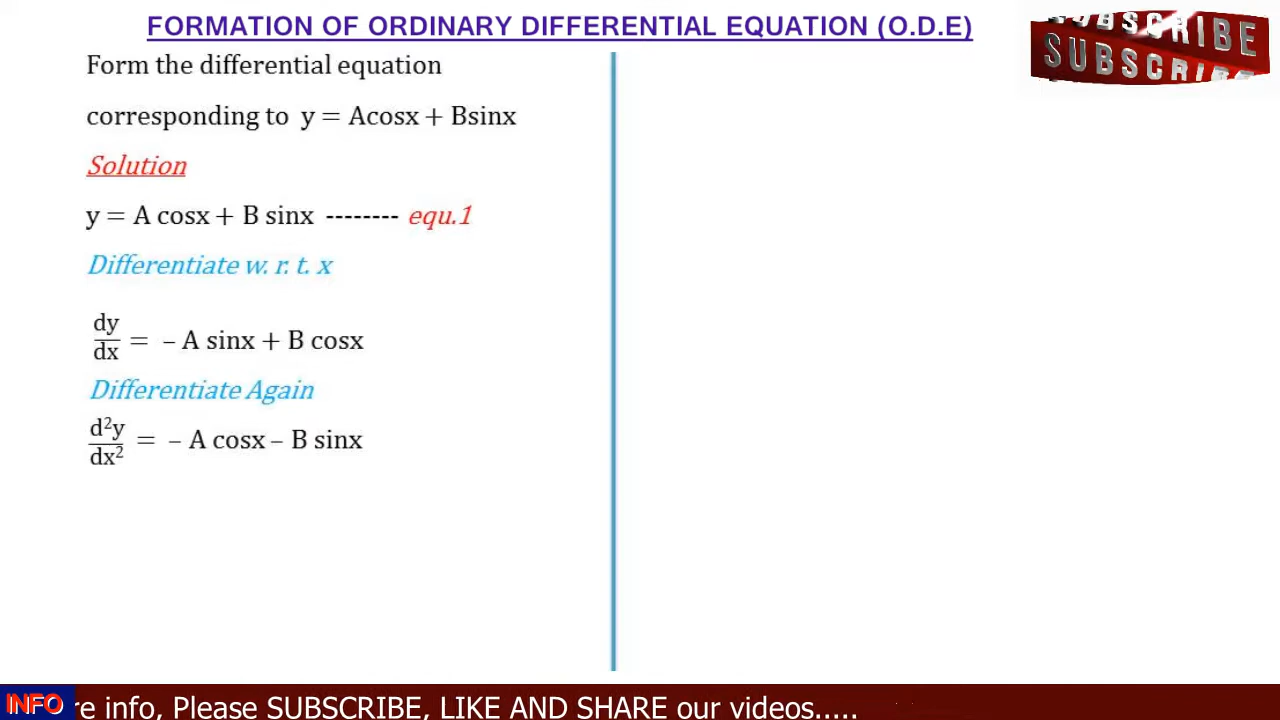 FORMATION OF ORDINARY DIFFERENTIAL EQUATION (O.D.E)
SUBSCRIBE
SUBSCRIBE
Form the differential equation
corresponding to y = Acosx + Bsinx
Solution
y = A cosx + B sinx -------- equ.1
Differentiate w. r. t. x
dy/dx = – A sinx + B cosx
Differentiate Again
d²y/dx² = – A cosx – B sinx
INFO re info, Please SUBSCRIBE, LIKE AND SHARE our videos.....